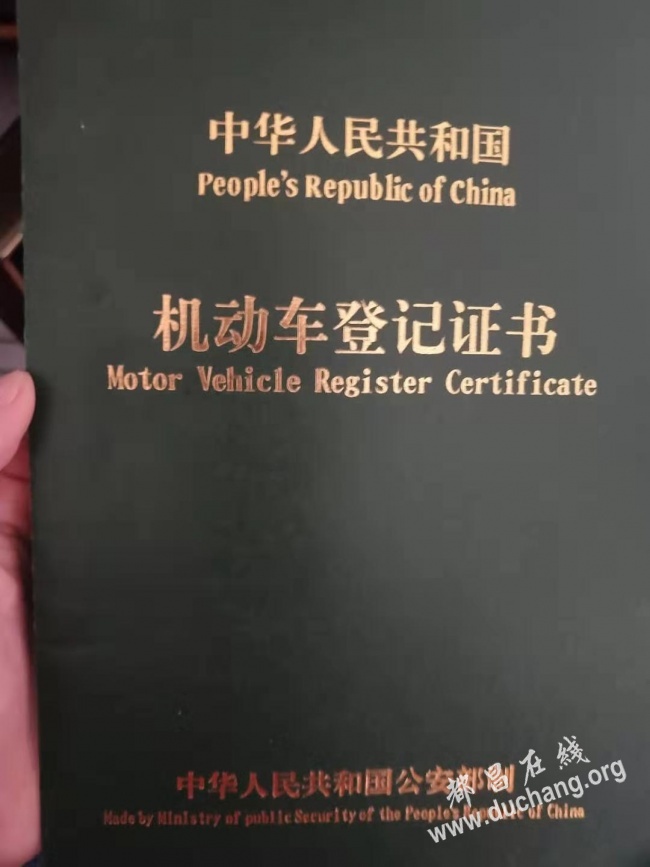 中华人民共和国
People's Republic of China
机动车登记证书
Motor Vehicle Register Certificate
中华人民共和国公安部制
Made by Ministry of public Security of the People's Republic of China
都昌在线
www.duchang.org